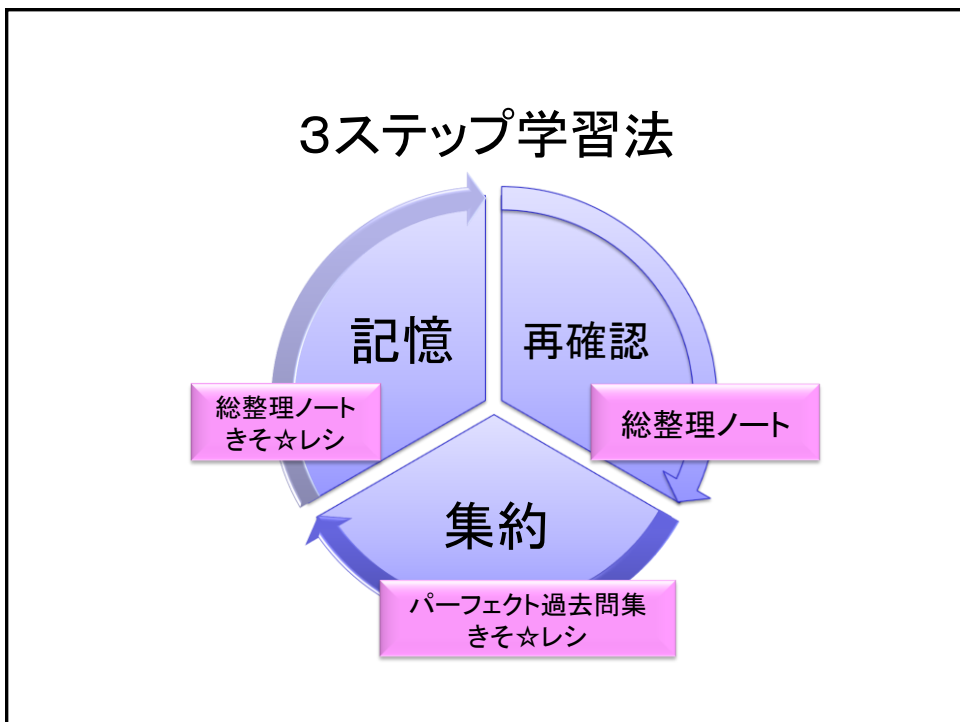 ３ステップ学習法
記憶
再確認
総整理ノート
きそ☆レシ
総整理ノート
集約
パーフェクト過去問集
きそ☆レシ